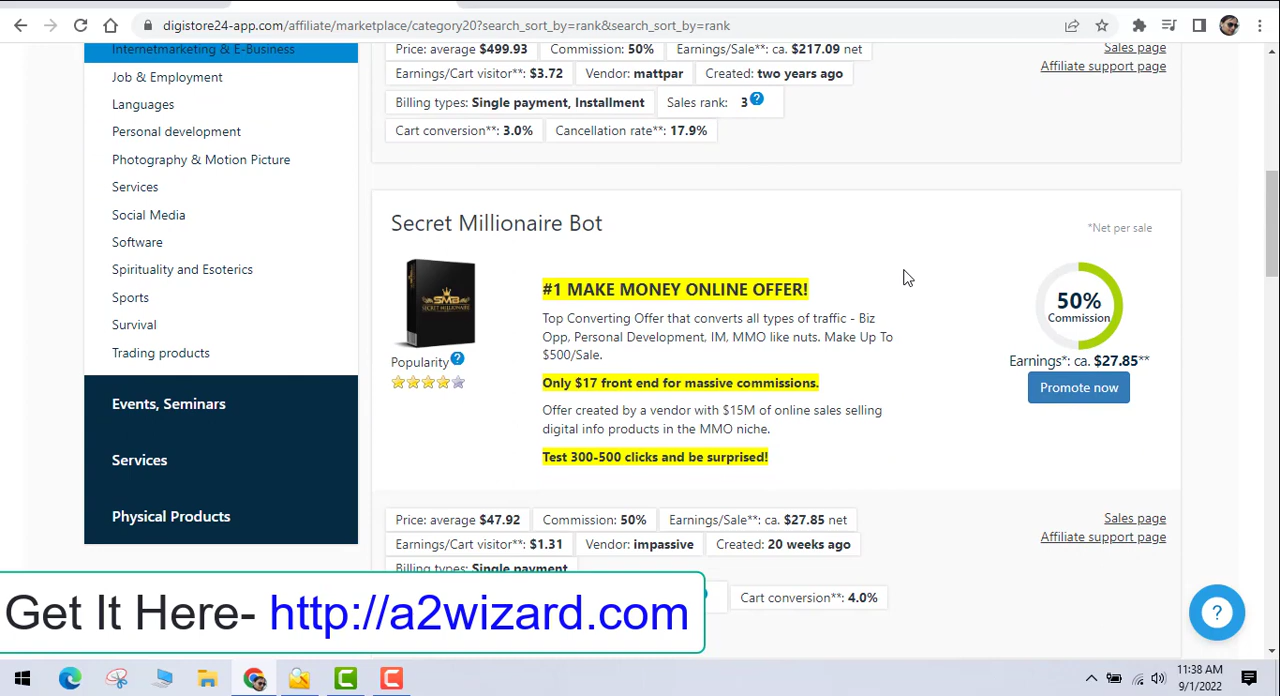 digistore24-app.com/affiliate/marketplace/category20?search_sort_by=rank&search_sort_by=rank
Internetmarketing & E-Business
Job & Employment
Languages
Personal development
Photography & Motion Picture
Services
Social Media
Software
Spirituality and Esoterics
Sports
Survival
Trading products
Events, Seminars
Services
Physical Products
Price: average $499.93 Commission: 50% Earnings/Sale**: ca. $217.09 net
Earnings/Cart visitor**: $3.72 Vendor: mattpar Created: two years ago
Billing types: Single payment, Installment Sales rank: 3 ?
Cart conversion**: 3.0% Cancellation rate**: 17.9%
Sales page
Affiliate support page
Secret Millionaire Bot
*Net per sale
SMB
SECRET MILLIONAIRE
Popularity ?
#1 MAKE MONEY ONLINE OFFER!
Top Converting Offer that converts all types of traffic - Biz
Opp, Personal Development, IM, MMO like nuts. Make Up To
$500/Sale.
Only $17 front end for massive commissions.
Offer created by a vendor with $15M of online sales selling
digital info products in the MMO niche.
Test 300-500 clicks and be surprised!
50%
Commission
Earnings*: ca. $27.85**
Promote now
Price: average $47.92 Commission: 50% Earnings/Sale**: ca. $27.85 net
Earnings/Cart visitor**: $1.31 Vendor: impassive Created: 20 weeks ago
Billing types: Single payment
Cart conversion**: 4.0%
Sales page
Affiliate support page
Get It Here- http://a2wizard.com
?
11:38 AM
9/1/2022